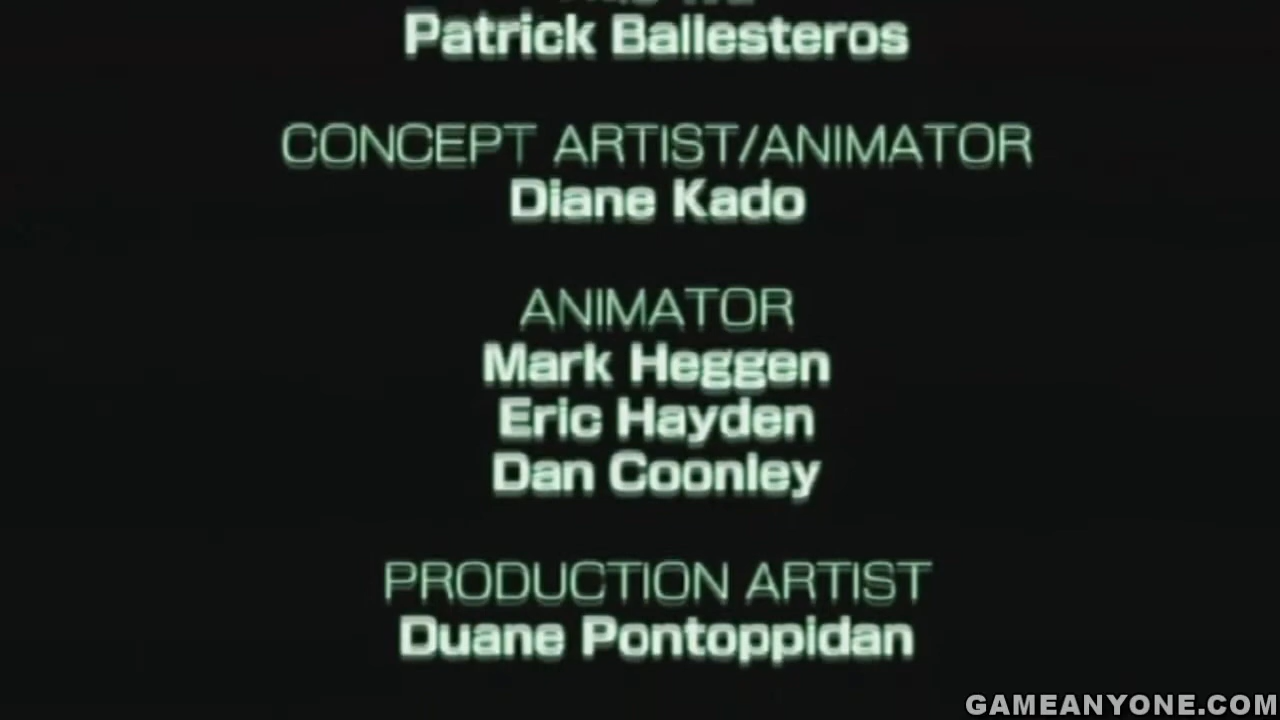 Patrick Ballesteros
CONCEPT ARTIST/ANIMATOR
Diane Kado
ANIMATOR
Mark Heggen
Eric Hayden
Dan Coonley
PRODUCTION ARTIST
Duane Pontoppidan
GAMEANYONE.COM